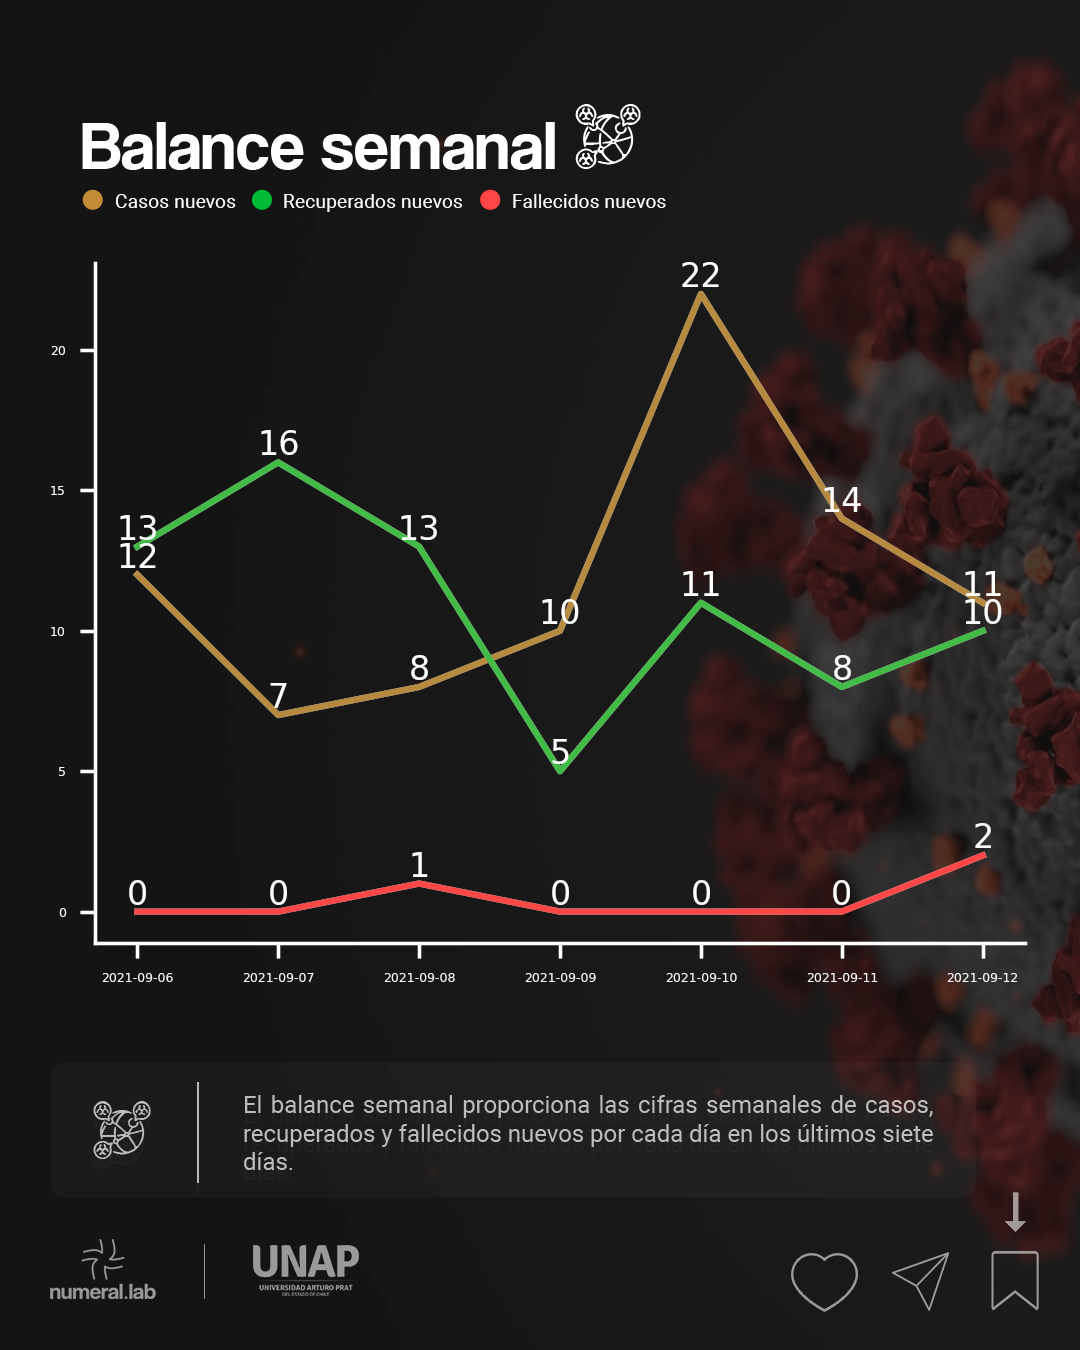 Balance semanal
Casos nuevos Recuperados nuevos Fallecidos nuevos
22
20
16
15
14
13
13
12
11
11
10
10
10
8
8
7
5
5
2
1
0 0 0 0 0
0
2021-09-06 2021-09-07 2021-09-08 2021-09-09 2021-09-10 2021-09-11 2021-09-12
El balance semanal proporciona las cifras semanales de casos,
recuperados y fallecidos nuevos por cada día en los últimos siete
días.
numeral.lab
UNAP
UNIVERSIDAD ARTURO PRAT
DEL ESTADO DE CHILE